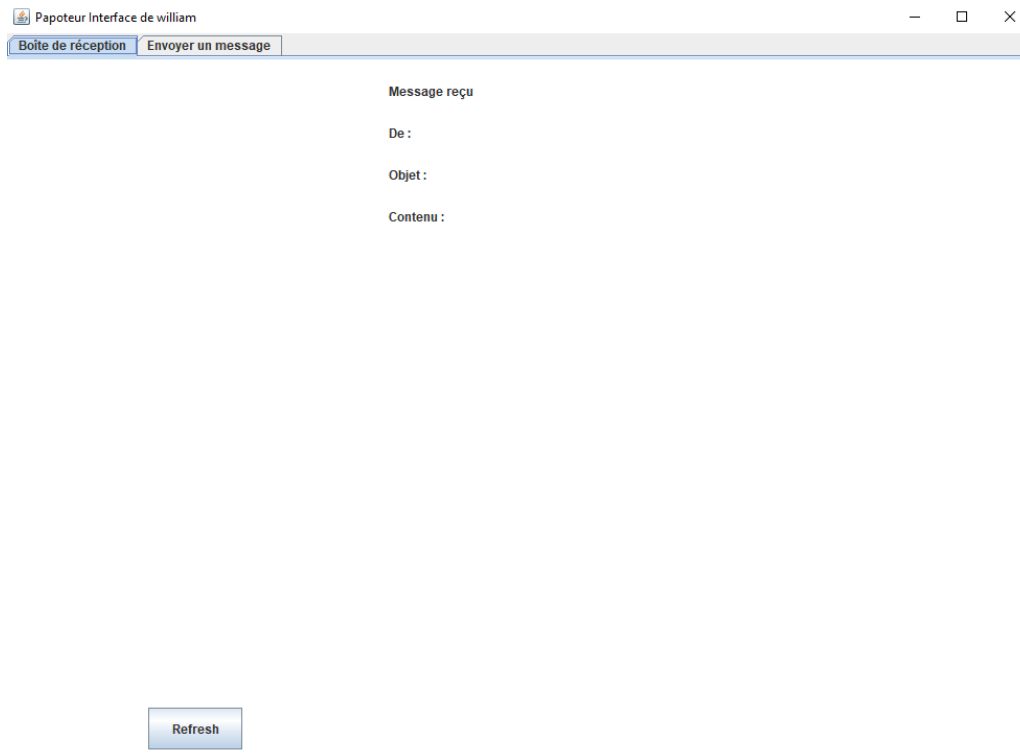 Papoteur Interface de william
Boîte de réception Envoyer un message
Message reçu
De :
Objet :
Contenu :
Refresh